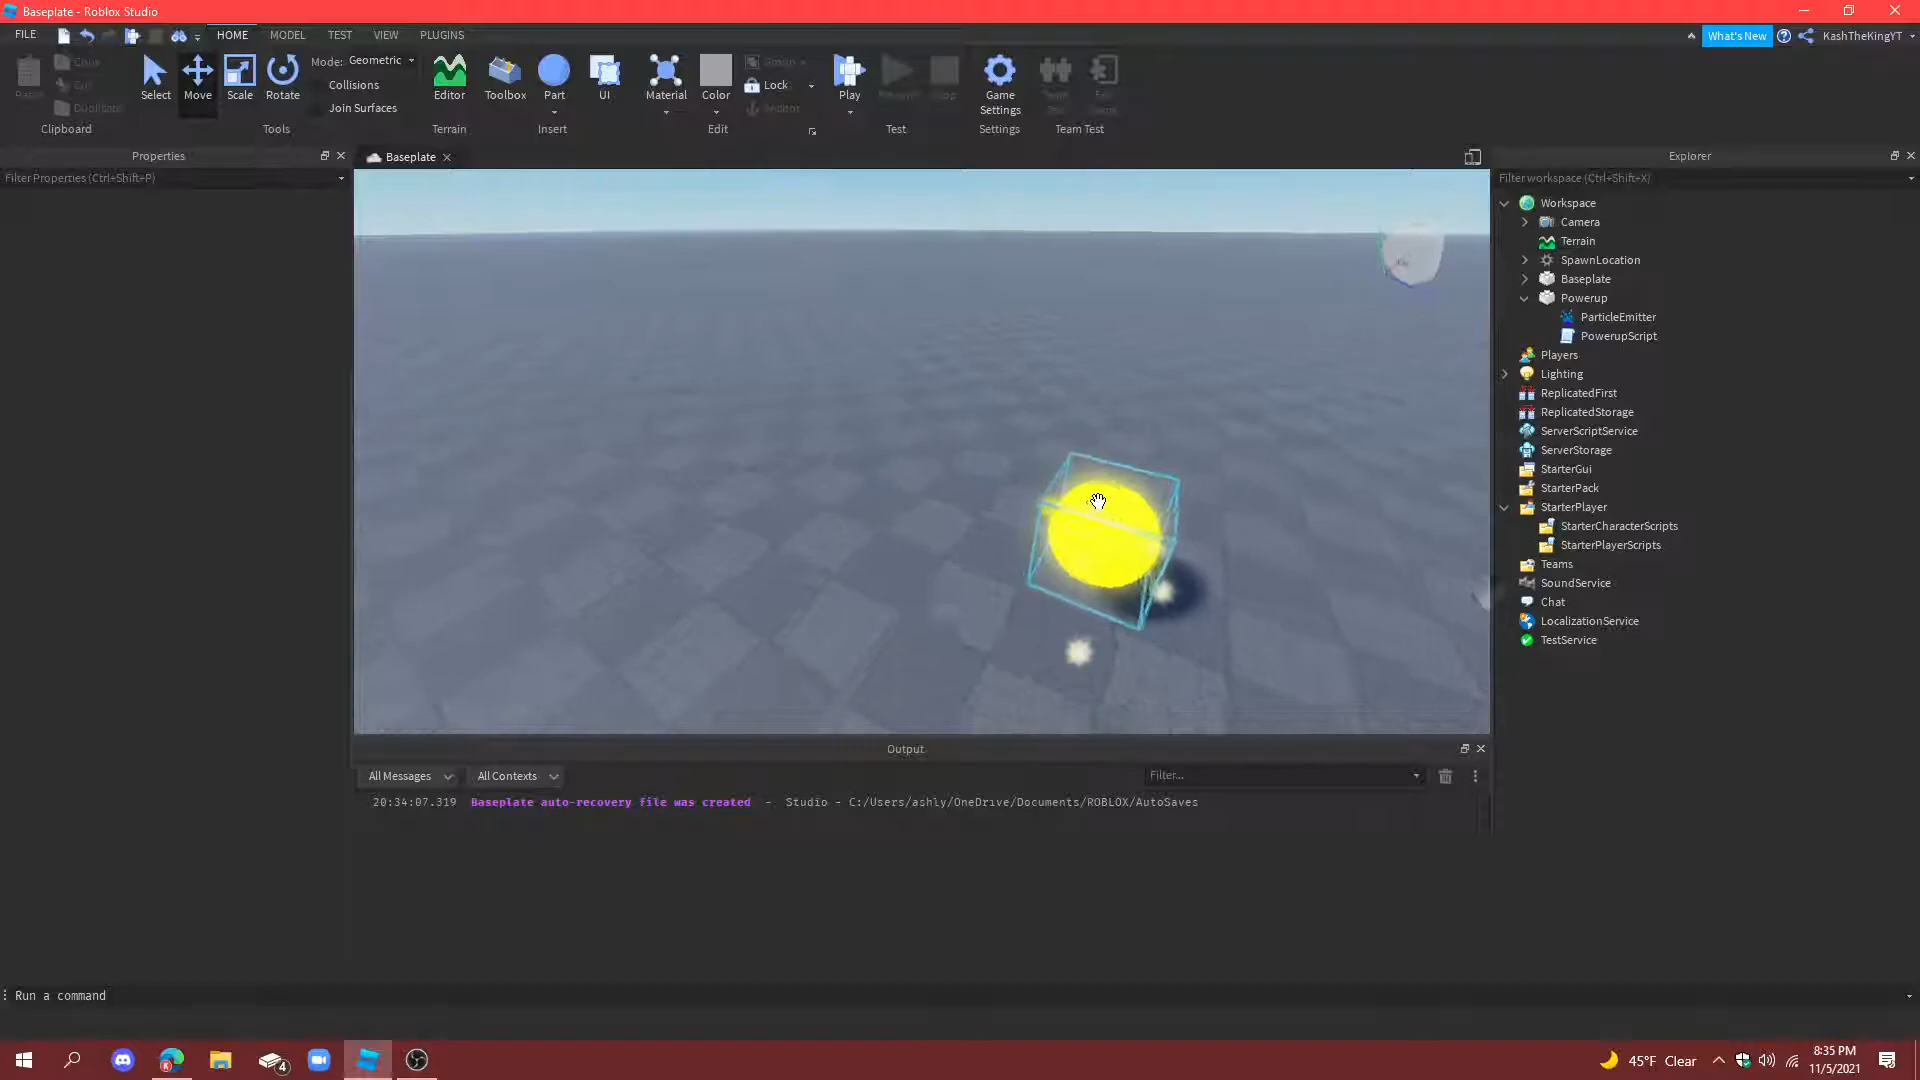 Baseplate - Roblox Studio
FILE
HOME
MODEL
TEST
VIEW
PLUGINS
What's New
KashTheKingYT
Select
Move
Scale
Rotate
Mode: Geometric
Collisions
Join Surfaces
Editor
Toolbox
Part
UI
Material
Color
Group
Lock
Anchor
Play
Game Settings
Duplicate
Clipboard
Tools
Terrain
Insert
Edit
Test
Settings
Team Test
Properties
Filter Properties (Ctrl+Shift+P)
Baseplate
Explorer
Filter workspace (Ctrl+Shift+X)
Workspace
Camera
Terrain
SpawnLocation
Baseplate
Powerup
ParticleEmitter
PowerupScript
Players
Lighting
ReplicatedFirst
ReplicatedStorage
ServerScriptService
ServerStorage
StarterGui
StarterPack
StarterPlayer
StarterCharacterScripts
StarterPlayerScripts
Teams
SoundService
Chat
LocalizationService
TestService
Output
All Messages
All Contexts
Filter...
20:34:07.319 Baseplate auto-recovery file was created - Studio - C:/Users/ashly/OneDrive/Documents/ROBLOX/AutoSaves
Run a command
4
45°F Clear
8:35 PM
11/5/2021